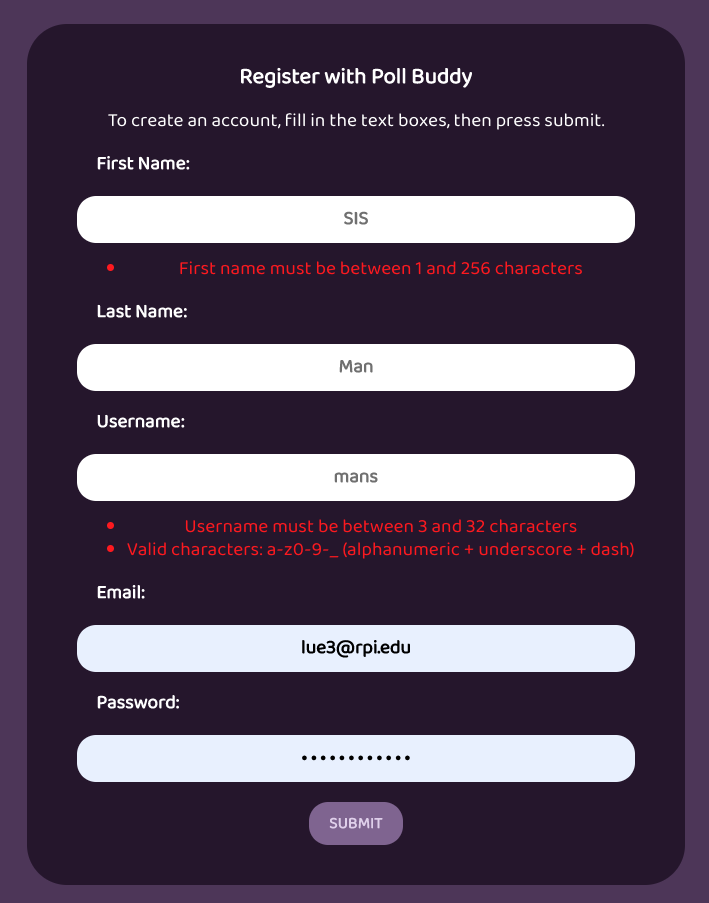 Register with Poll Buddy
To create an account, fill in the text boxes, then press submit.
First Name:
SIS
• First name must be between 1 and 256 characters
Last Name:
Man
Username:
mans
• Username must be between 3 and 32 characters
• Valid characters: a-z0-9-_ (alphanumeric + underscore + dash)
Email:
lue3@rpi.edu
Password:
••••••••••••
SUBMIT